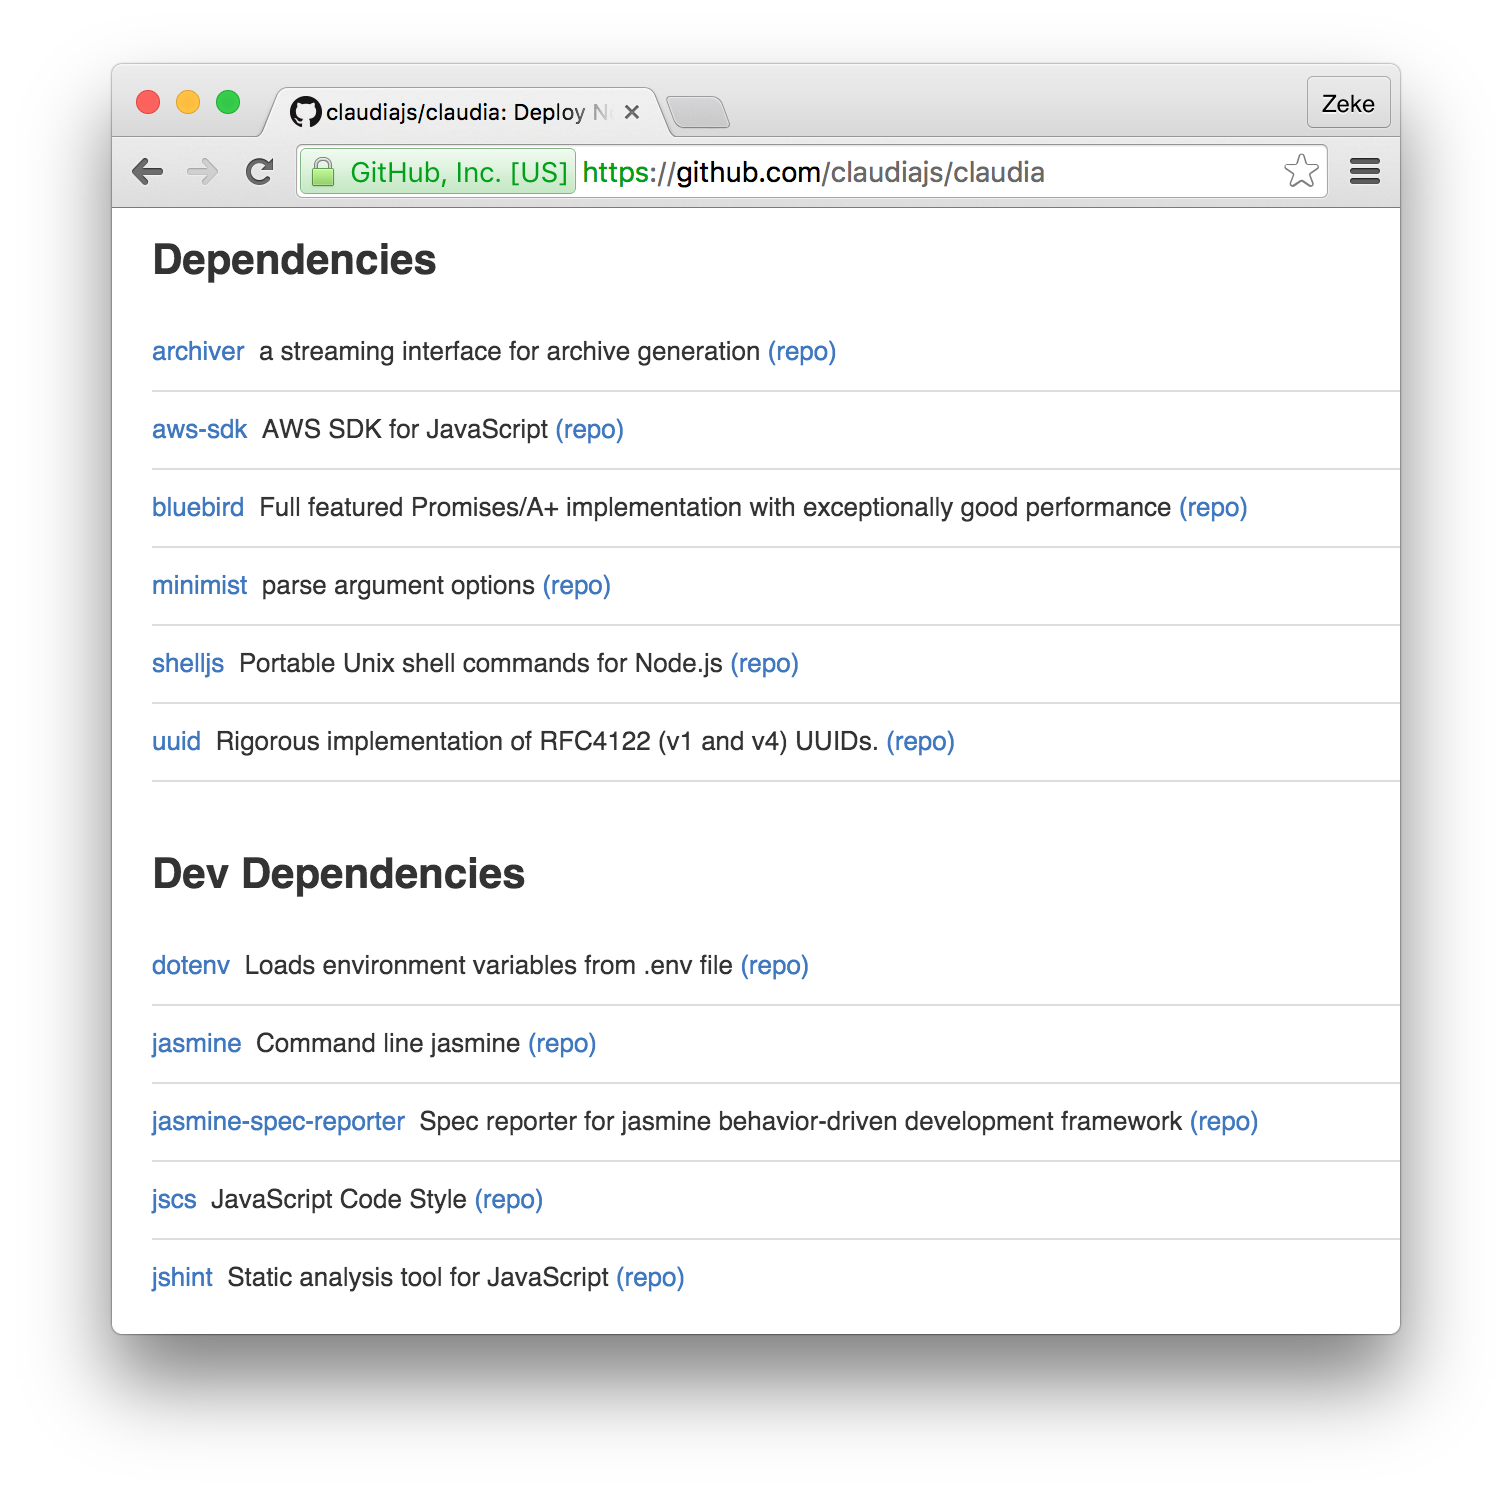 claudiajs/claudia: Deploy
Zeke
GitHub, Inc. [US] https://github.com/claudiajs/claudia
Dependencies
archiver a streaming interface for archive generation (repo)
aws-sdk AWS SDK for JavaScript (repo)
bluebird Full featured Promises/A+ implementation with exceptionally good performance (repo)
minimist parse argument options (repo)
shelljs Portable Unix shell commands for Node.js (repo)
uuid Rigorous implementation of RFC4122 (v1 and v4) UUIDs. (repo)
Dev Dependencies
dotenv Loads environment variables from .env file (repo)
jasmine Command line jasmine (repo)
jasmine-spec-reporter Spec reporter for jasmine behavior-driven development framework (repo)
jscs JavaScript Code Style (repo)
jshint Static analysis tool for JavaScript (repo)